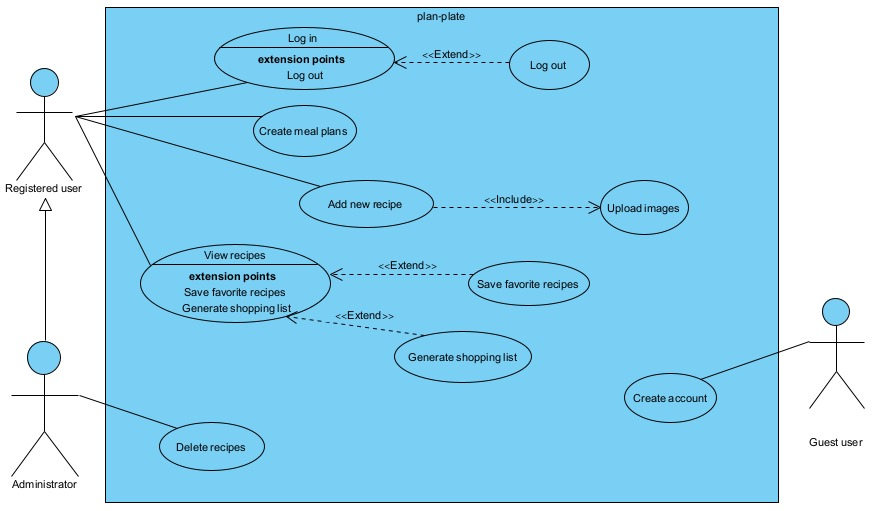 plan-plate
Log in
extension points
Log out
<<Extend>>
Log out
Create meal plans
Registered user
Add new recipe
<<Include>>
Upload images
View recipes
extension points
Save favorite recipes
Generate shopping list
<<Extend>>
Save favorite recipes
<<Extend>>
Generate shopping list
Create account
Guest user
Delete recipes
Administrator